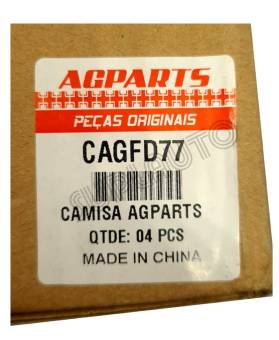 AGPARTS
PEÇAS ORIGINAIS
CAGFD77
CAMISA AGPARTS
QTDE: 04 PCS
MADE IN CHINA